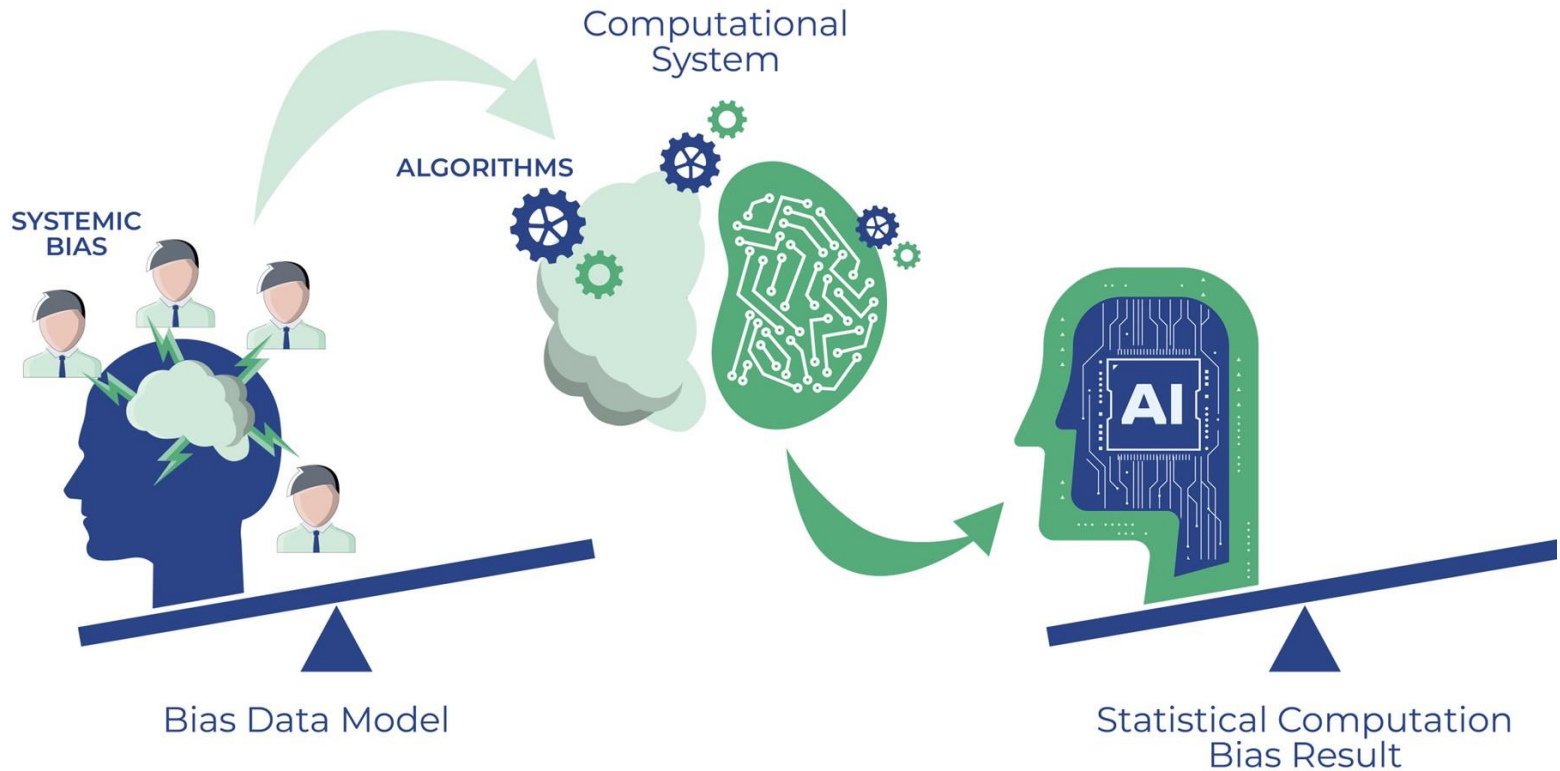 Computational
System
ALGORITHMS
SYSTEMIC
BIAS
AI
Bias Data Model
Statistical Computation
Bias Result